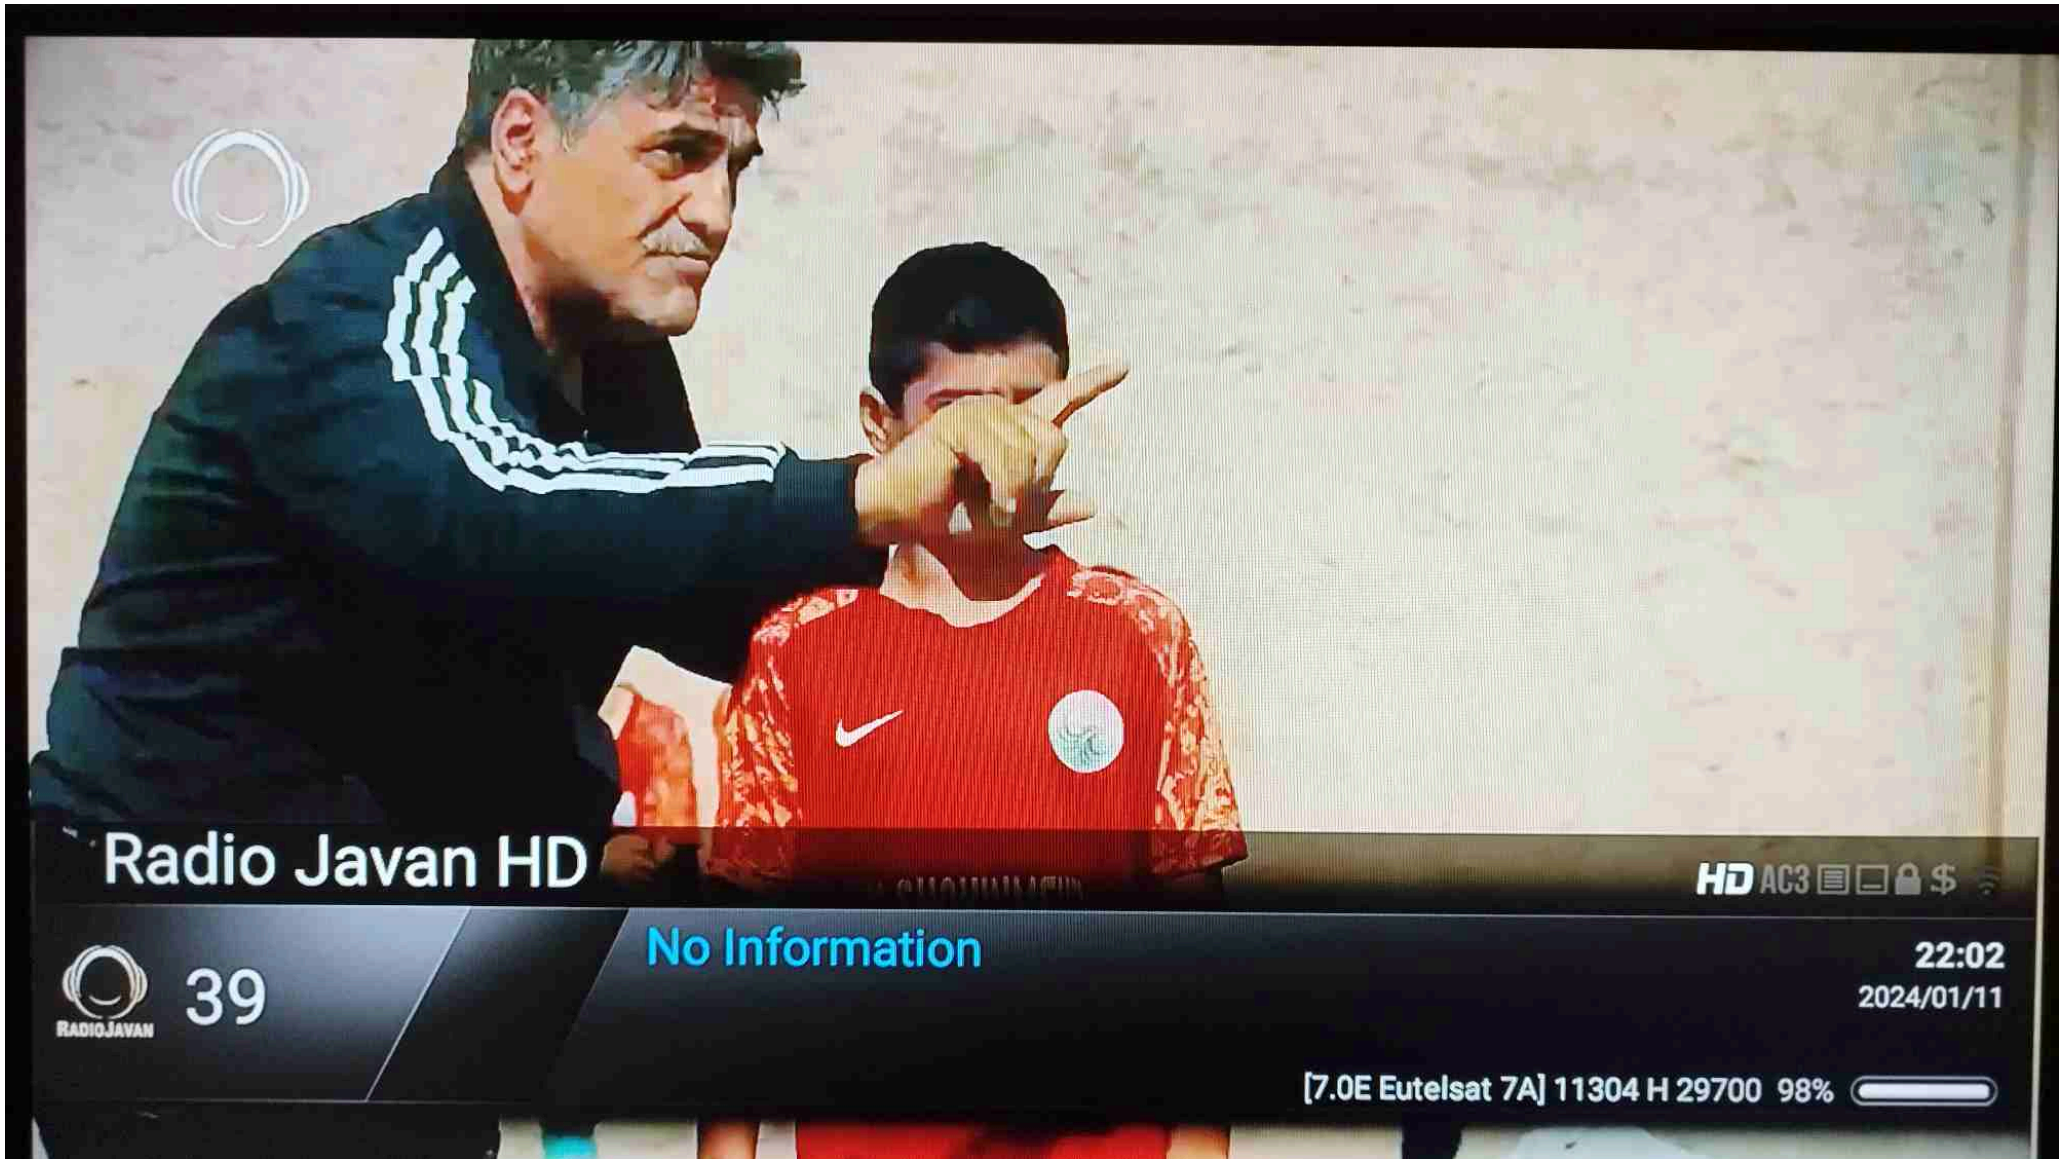 Radio Javan HD
HD AC3 $
RADIOJAVAN
39
No Information
22:02
2024/01/11
[7.0E Eutelsat 7A] 11304 H 29700 98%